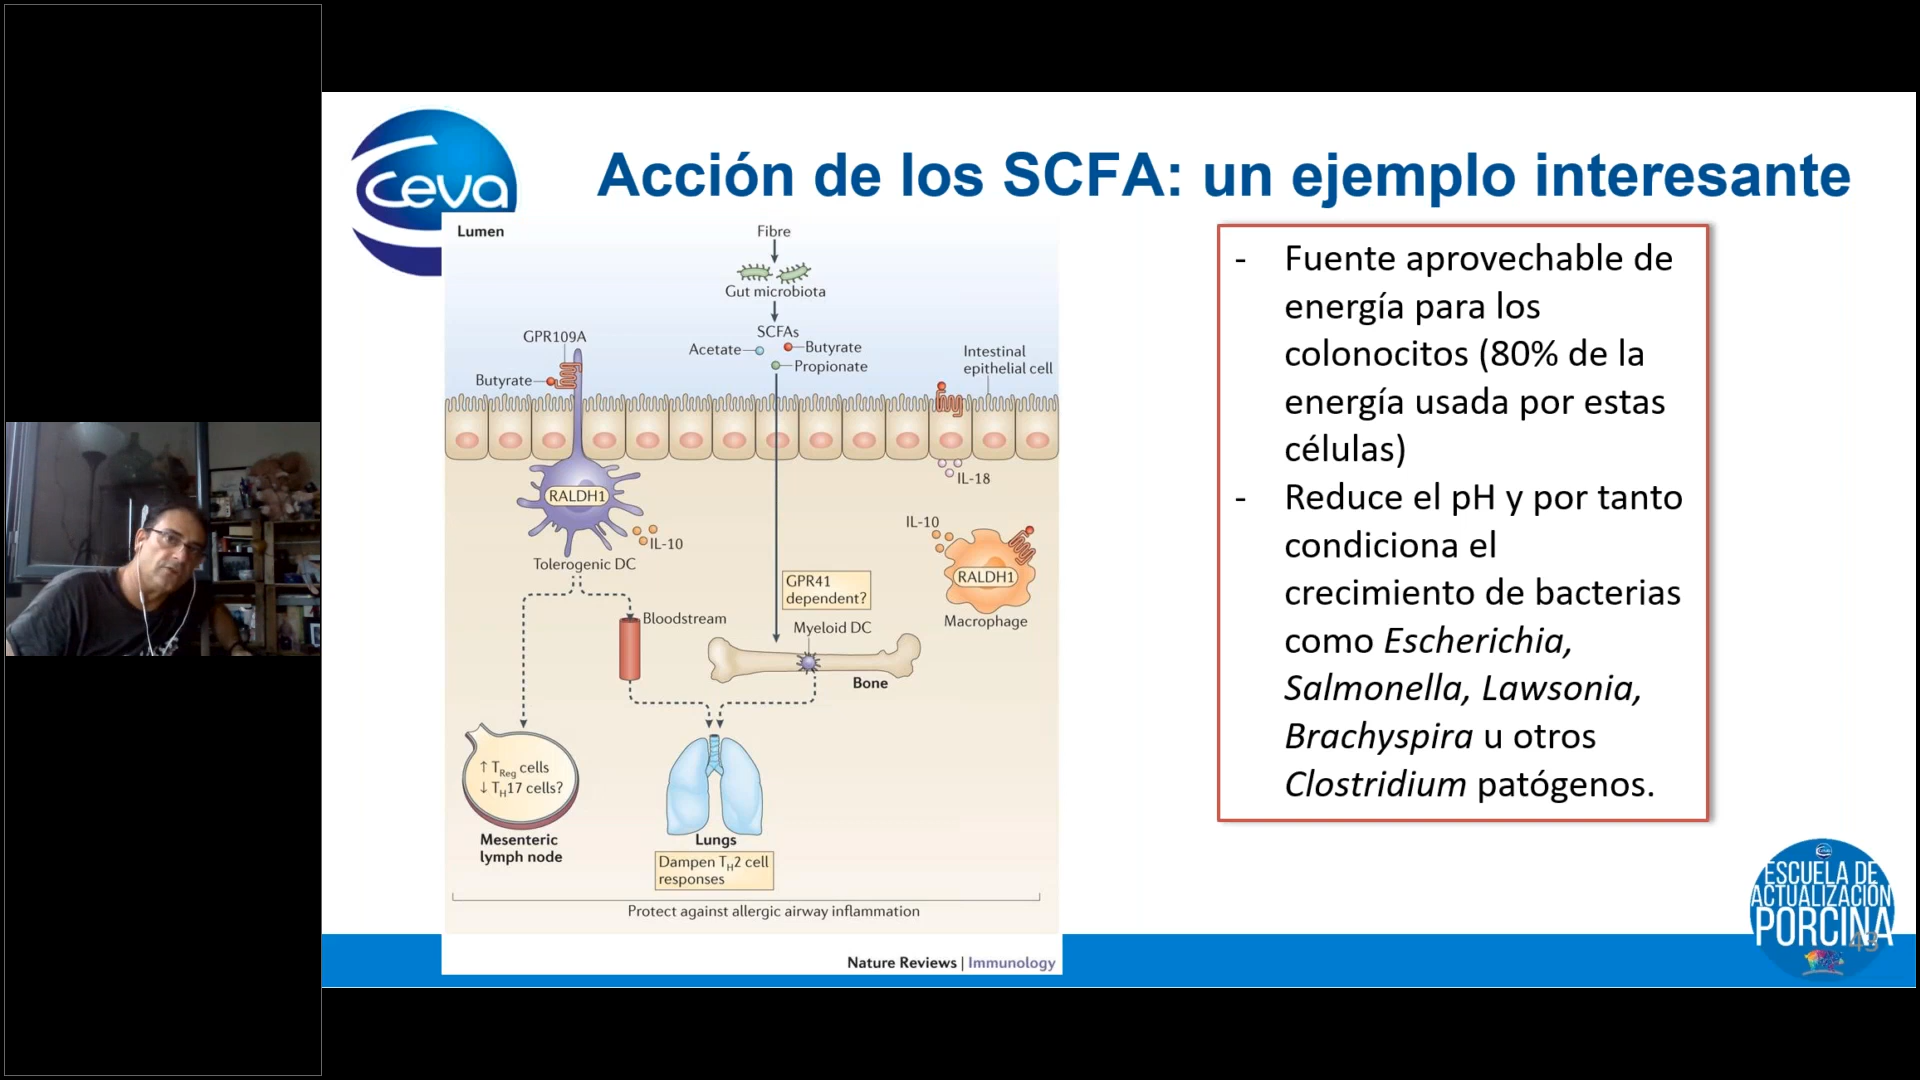 Ceva
Acción de los SCFA: un ejemplo interesante
Lumen
Fibre
Gut microbiota
SCFAs
Acetate
Butyrate
Propionate
GPR109A
Butyrate
Intestinal
epithelial cell
RALDH1
IL-10
Tolerogenic DC
IL-18
IL-10
RALDH1
Macrophage
GPR41
dependent?
Bloodstream
Myeloid DC
Bone
↑ TReg cells
↓ TH17 cells?
Mesenteric
lymph node
Lungs
Dampen TH2 cell
responses
Protect against allergic airway inflammation
Nature Reviews | Immunology
- Fuente aprovechable de
energía para los
colonocitos (80% de la
energía usada por estas
células)
- Reduce el pH y por tanto
condiciona el
crecimiento de bacterias
como Escherichia,
Salmonella, Lawsonia,
Brachyspira u otros
Clostridium patógenos.
ESCUELA DE
ACTUALIZACIÓN
PORCINA
43